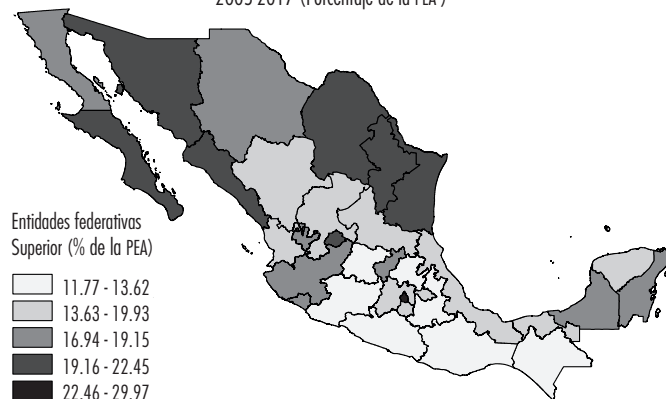 2005-2017 (Porcentaje de la PEA )
Entidades federativas
Superior (% de la PEA)
11.77 - 13.62
13.63 - 19.93
16.94 - 19.15
19.16 - 22.45
22.46 - 29.97